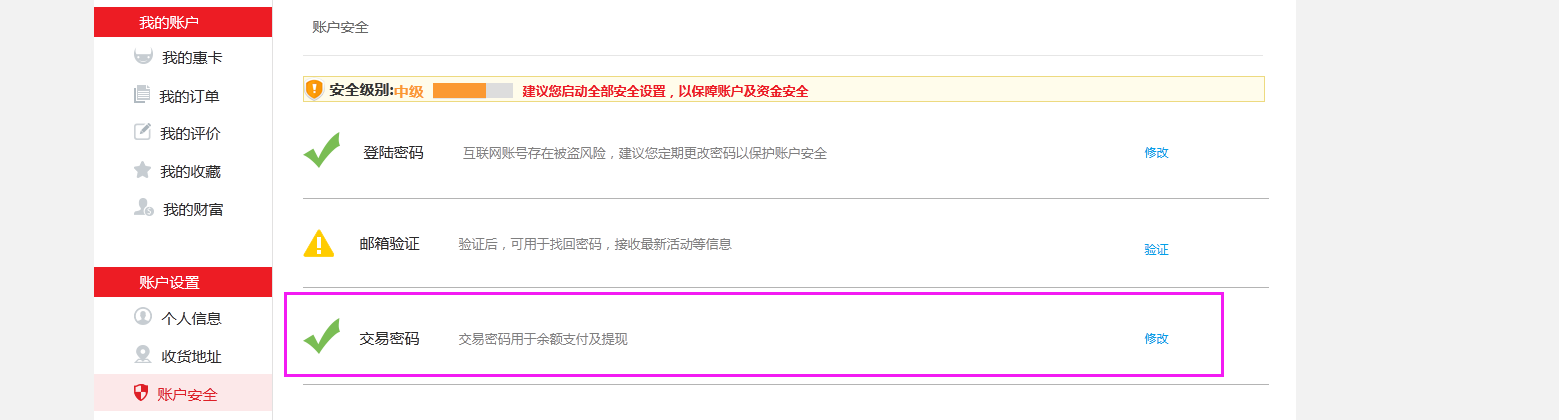 我的账户
我的惠卡
我的订单
我的评价
我的收藏
我的财富
账户设置
个人信息
收货地址
账户安全
账户安全
安全级别:中级 建议您启动全部安全设置，以保障账户及资金安全
登陆密码 互联网账号存在被盗风险，建议您定期更改密码以保护账户安全 修改
邮箱验证 验证后，可用于找回密码，接收最新活动等信息 验证
交易密码 交易密码用于余额支付及提现 修改